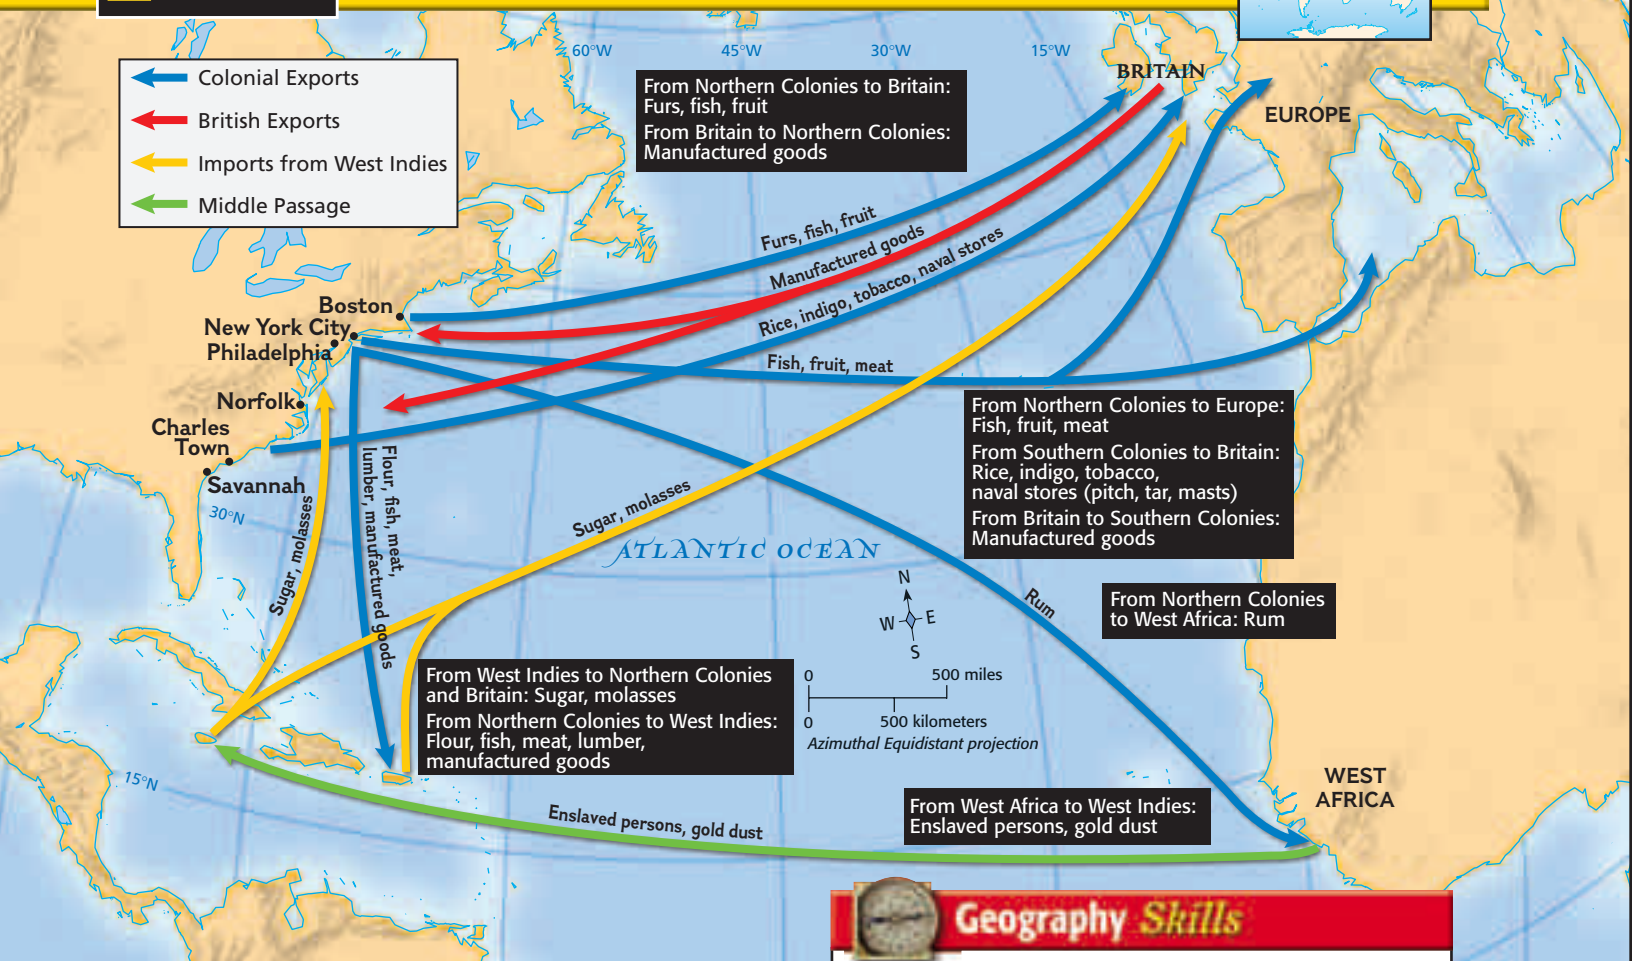 Colonial Exports
British Exports
Imports from West Indies
Middle Passage
60°W
45°W
30°W
15°W
BRITAIN
EUROPE
From Northern Colonies to Britain:
Furs, fish, fruit
From Britain to Northern Colonies:
Manufactured goods
Furs, fish, fruit
Manufactured goods
Rice, indigo, tobacco, naval stores
Fish, fruit, meat
Boston
New York City
Philadelphia
Norfolk
Charles
Town
Savannah
30°N
Sugar, molasses
Flour, fish, meat,
lumber, manufactured goods
Sugar, molasses
ATLANTIC OCEAN
From Northern Colonies to Europe:
Fish, fruit, meat
From Southern Colonies to Britain:
Rice, indigo, tobacco,
naval stores (pitch, tar, masts)
From Britain to Southern Colonies:
Manufactured goods
Rum
From Northern Colonies
to West Africa: Rum
N
W E
S
0 500 miles
0 500 kilometers
Azimuthal Equidistant projection
From West Indies to Northern Colonies
and Britain: Sugar, molasses
From Northern Colonies to West Indies:
Flour, fish, meat, lumber,
manufactured goods
15°N
WEST
AFRICA
From West Africa to West Indies:
Enslaved persons, gold dust
Enslaved persons, gold dust
Geography Skills